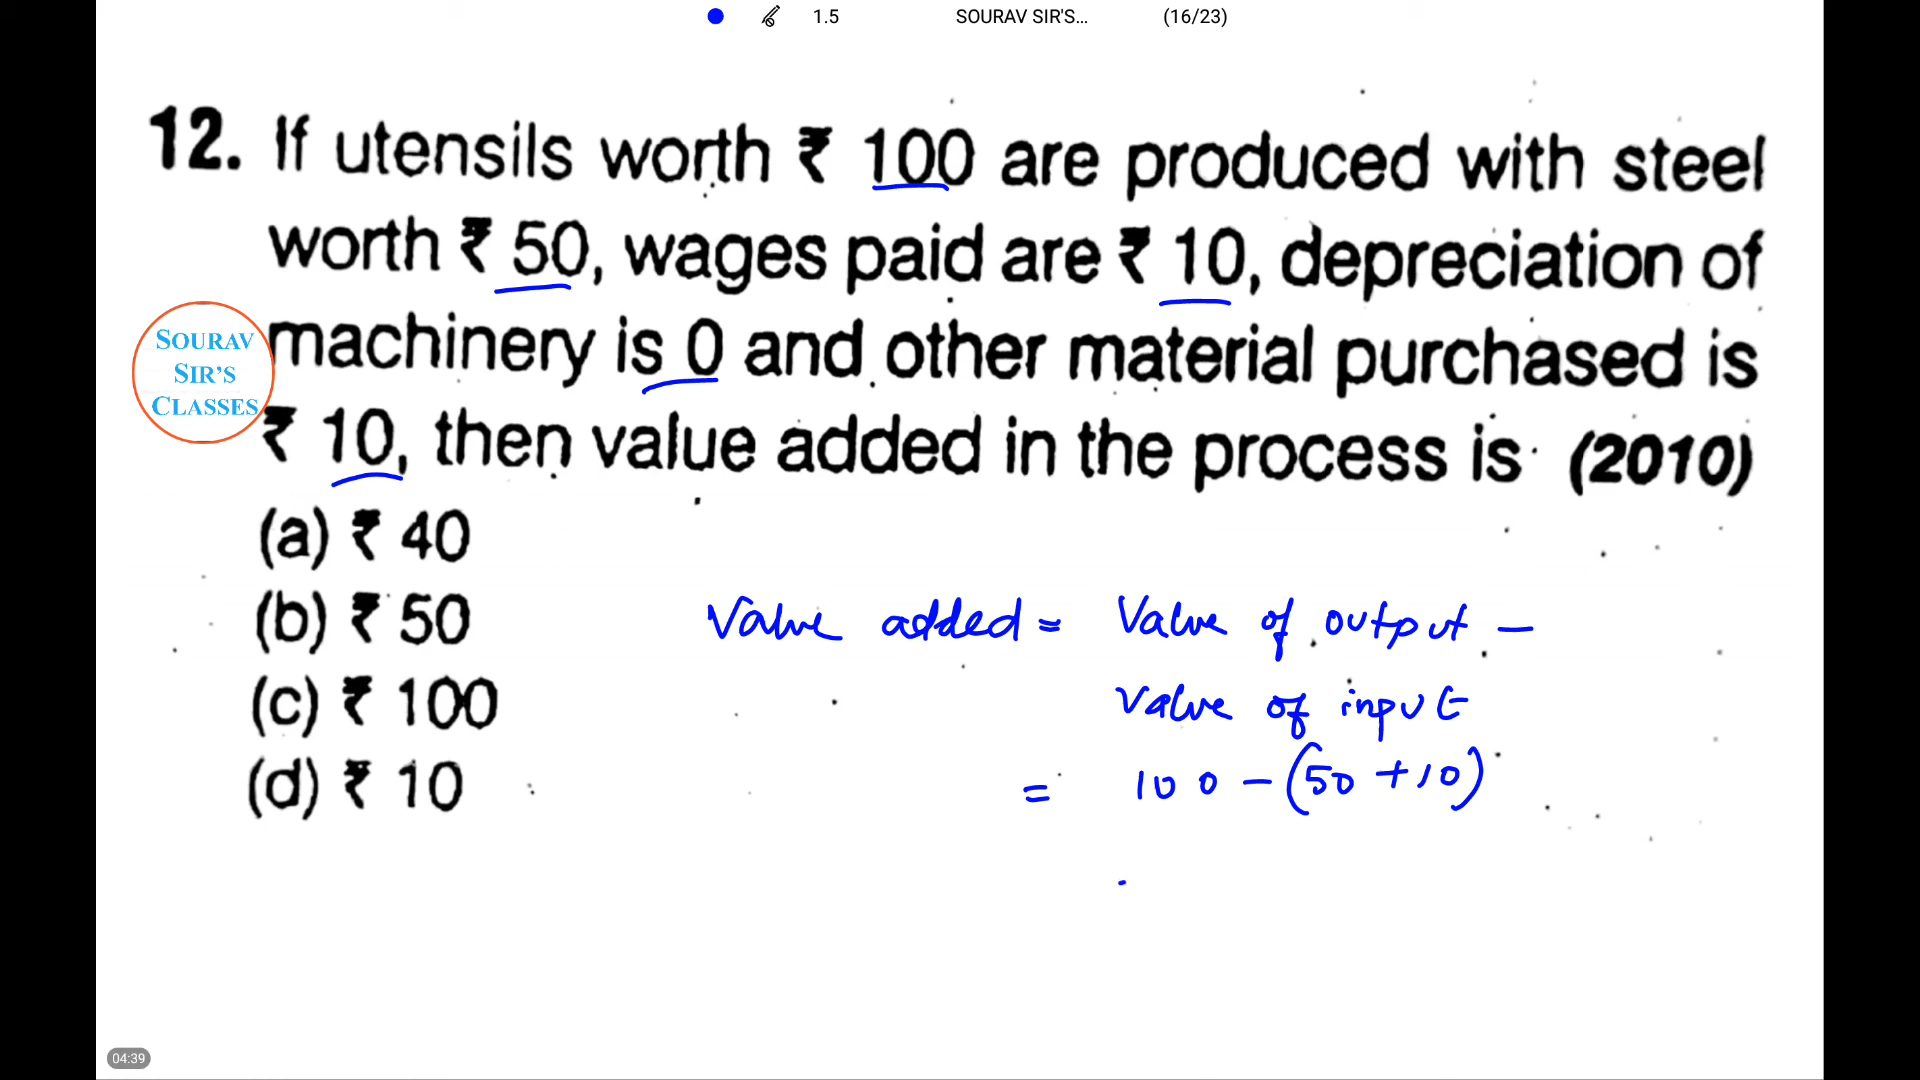 1.5 SOURAV SIR'S... (16/23)
12. If utensils worth ₹ 100 are produced with steel
worth ₹ 50, wages paid are ₹ 10, depreciation of
machinery is 0 and other material purchased is
₹ 10, then value added in the process is (2010)
SOURAV
SIR'S
CLASSES
(a) ₹ 40
(b) ₹ 50
(c) ₹ 100
(d) ₹ 10
Value added = Value of output –
Value of input
= 100 – (50 + 10)
04:39